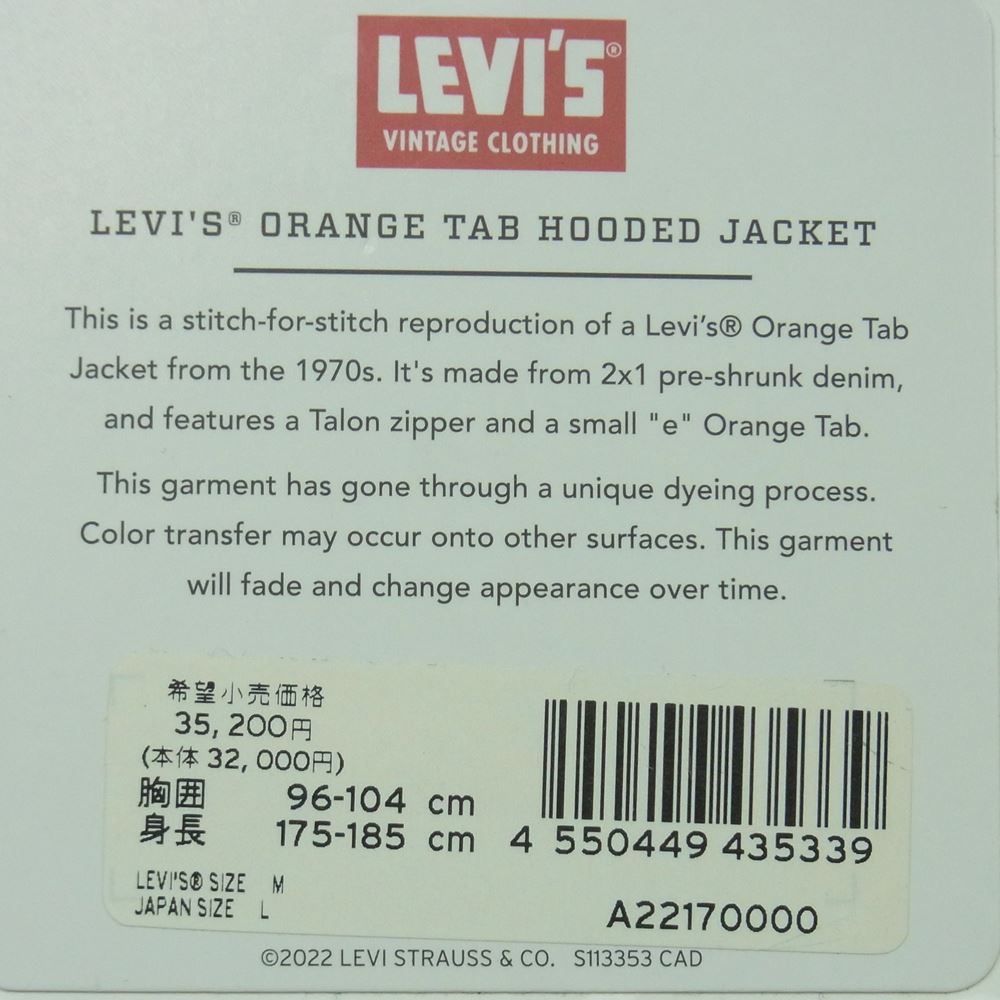 LEVI'S®
VINTAGE CLOTHING
LEVI'S® ORANGE TAB HOODED JACKET
This is a stitch-for-stitch reproduction of a Levi's® Orange Tab
Jacket from the 1970s. It's made from 2x1 pre-shrunk denim,
and features a Talon zipper and a small "e" Orange Tab.
This garment has gone through a unique dyeing process.
Color transfer may occur onto other surfaces. This garment
will fade and change appearance over time.
希望小売価格
35,200円
(本体 32,000円)
胸囲 96-104 cm
身長 175-185 cm
4 550449 435339
LEVI'S® SIZE M
JAPAN SIZE L
A22170000
©2022 LEVI STRAUSS & CO. S113353 CAD